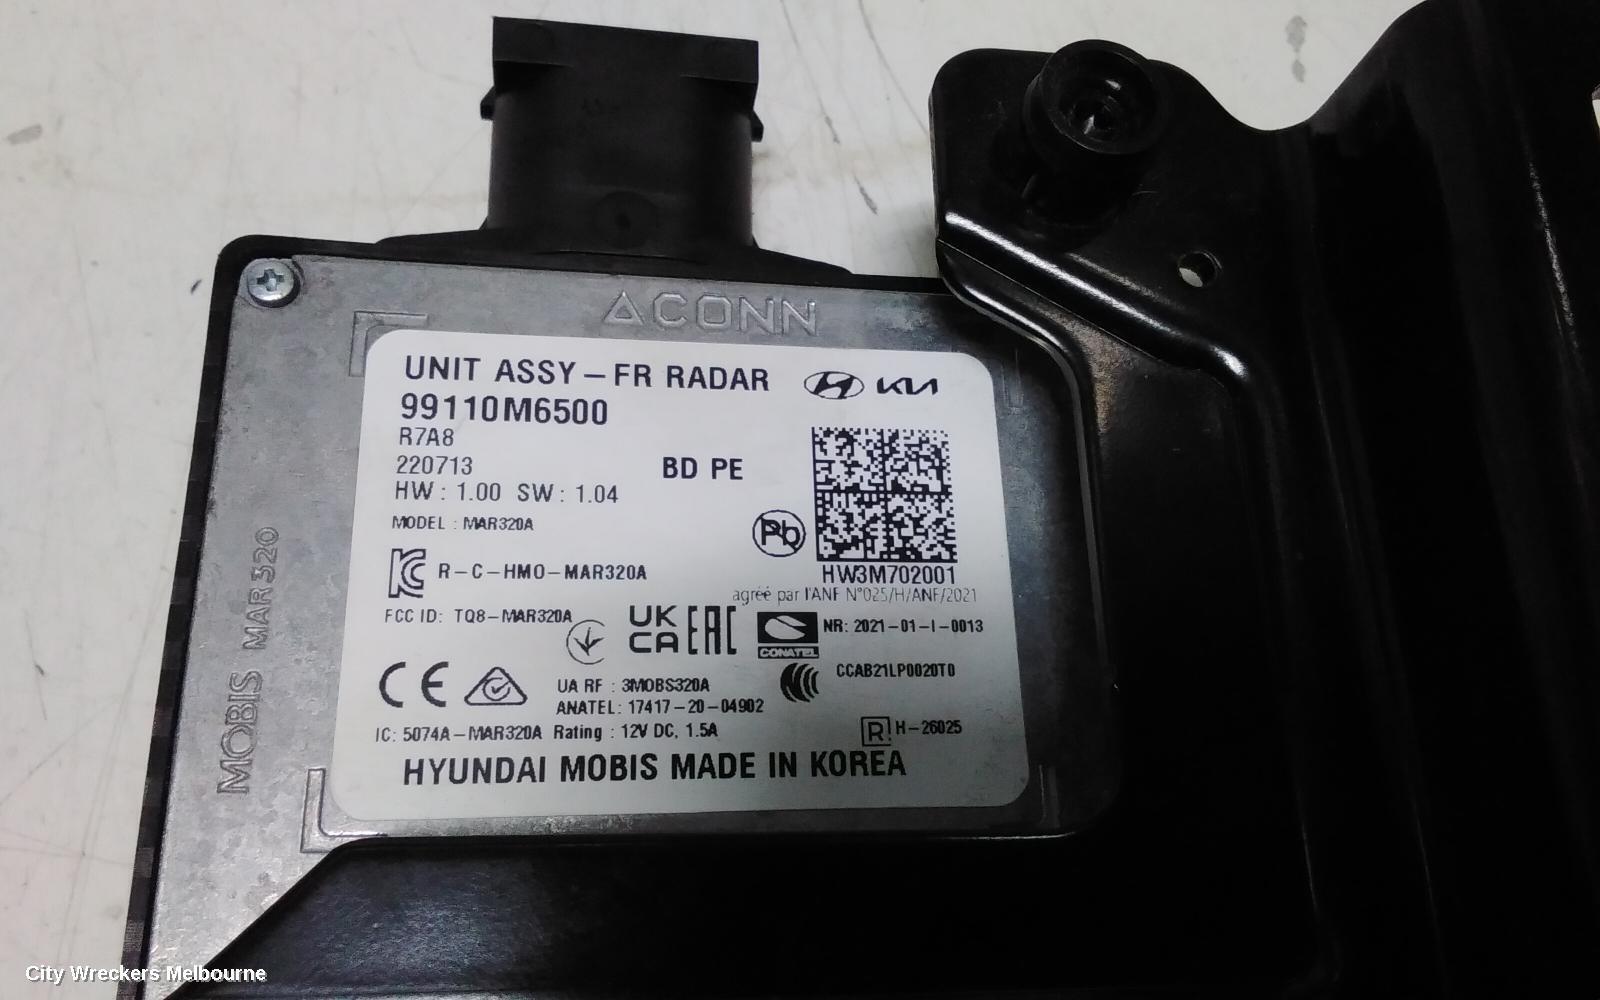 ACONN
UNIT ASSY – FR RADAR KIA
99110M6500
R7A8
220713 BD PE
HW : 1.00 SW : 1.04
MODEL : MAR320A
Pb
HW3M702001
R-C-HMO-MAR320A
agréé par l'ANF N°025/H/ANF/2021
FCC ID: TQ8-MAR320A
UK CA EAC CONATEL NR: 2021-01-I-0013
CE
UA RF : 3MOBS320A CCAB21LP0020T0
ANATEL: 17417-20-04902
IC: 5074A-MAR320A Rating : 12V DC, 1.5A R H-26025
HYUNDAI MOBIS MADE IN KOREA
MOBIS MAR320
City Wreckers Melbourne